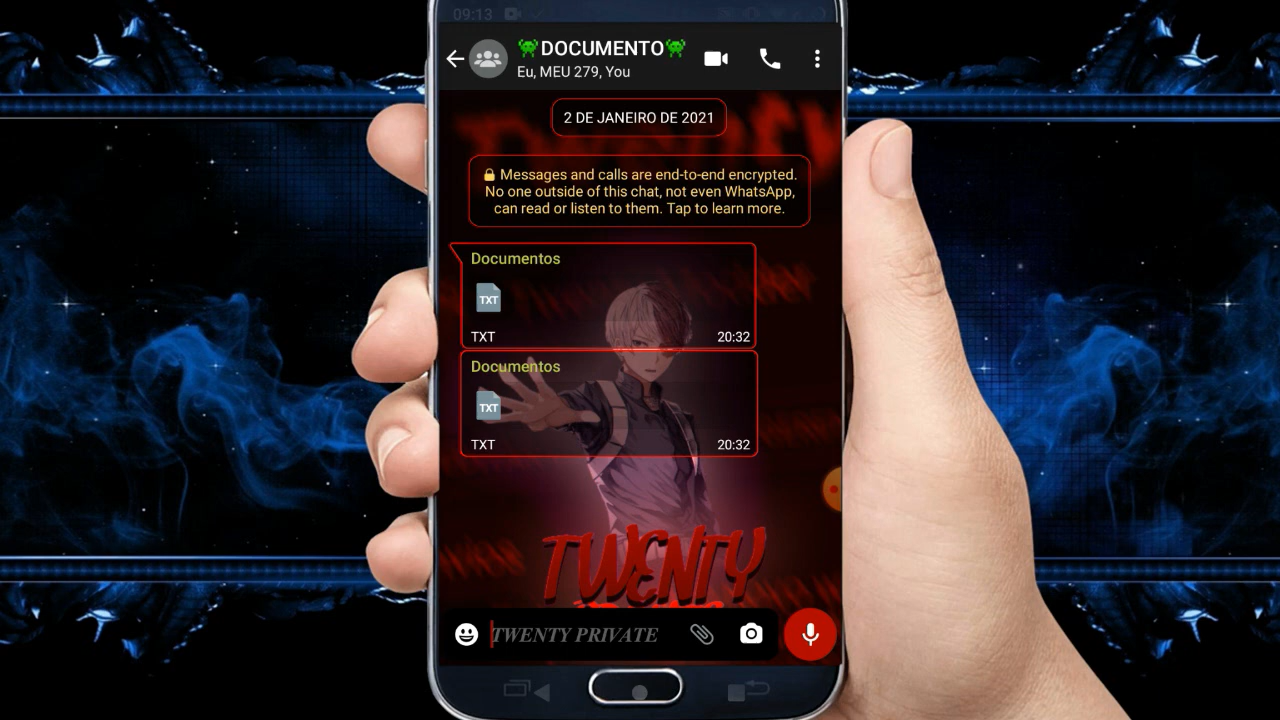 09:13
👾DOCUMENTO👾
Eu, MEU 279, You
2 DE JANEIRO DE 2021
🔒 Messages and calls are end-to-end encrypted.
No one outside of this chat, not even WhatsApp,
can read or listen to them. Tap to learn more.
Documentos
TXT
TXT 20:32
Documentos
TXT
TXT 20:32
TWENTY
TWENTY PRIVATE